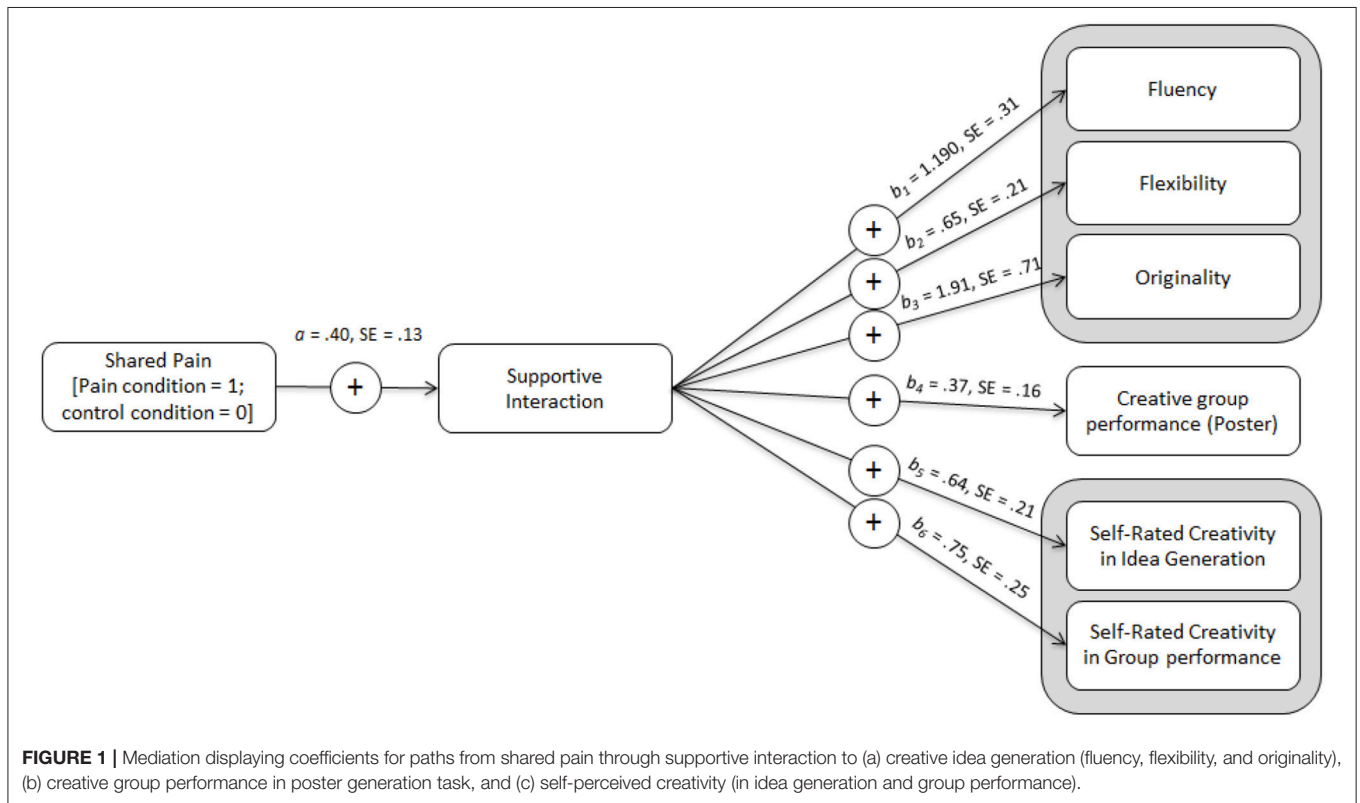 Fluency
b1 = 1.190, SE = .31
Flexibility
b2 = .65, SE = .21
Originality
b3 = 1.91, SE = .71
a = .40, SE = .13
Shared Pain
[Pain condition = 1;
control condition = 0]
+
Supportive
Interaction
+
+
+
+
+
+
b4 = .37, SE = .16
Creative group
performance (Poster)
b5 = .64, SE = .21
Self-Rated Creativity
in Idea Generation
b6 = .75, SE = .25
Self-Rated Creativity
in Group performance
FIGURE 1 | Mediation displaying coefficients for paths from shared pain through supportive interaction to (a) creative idea generation (fluency, flexibility, and originality),
(b) creative group performance in poster generation task, and (c) self-perceived creativity (in idea generation and group performance).